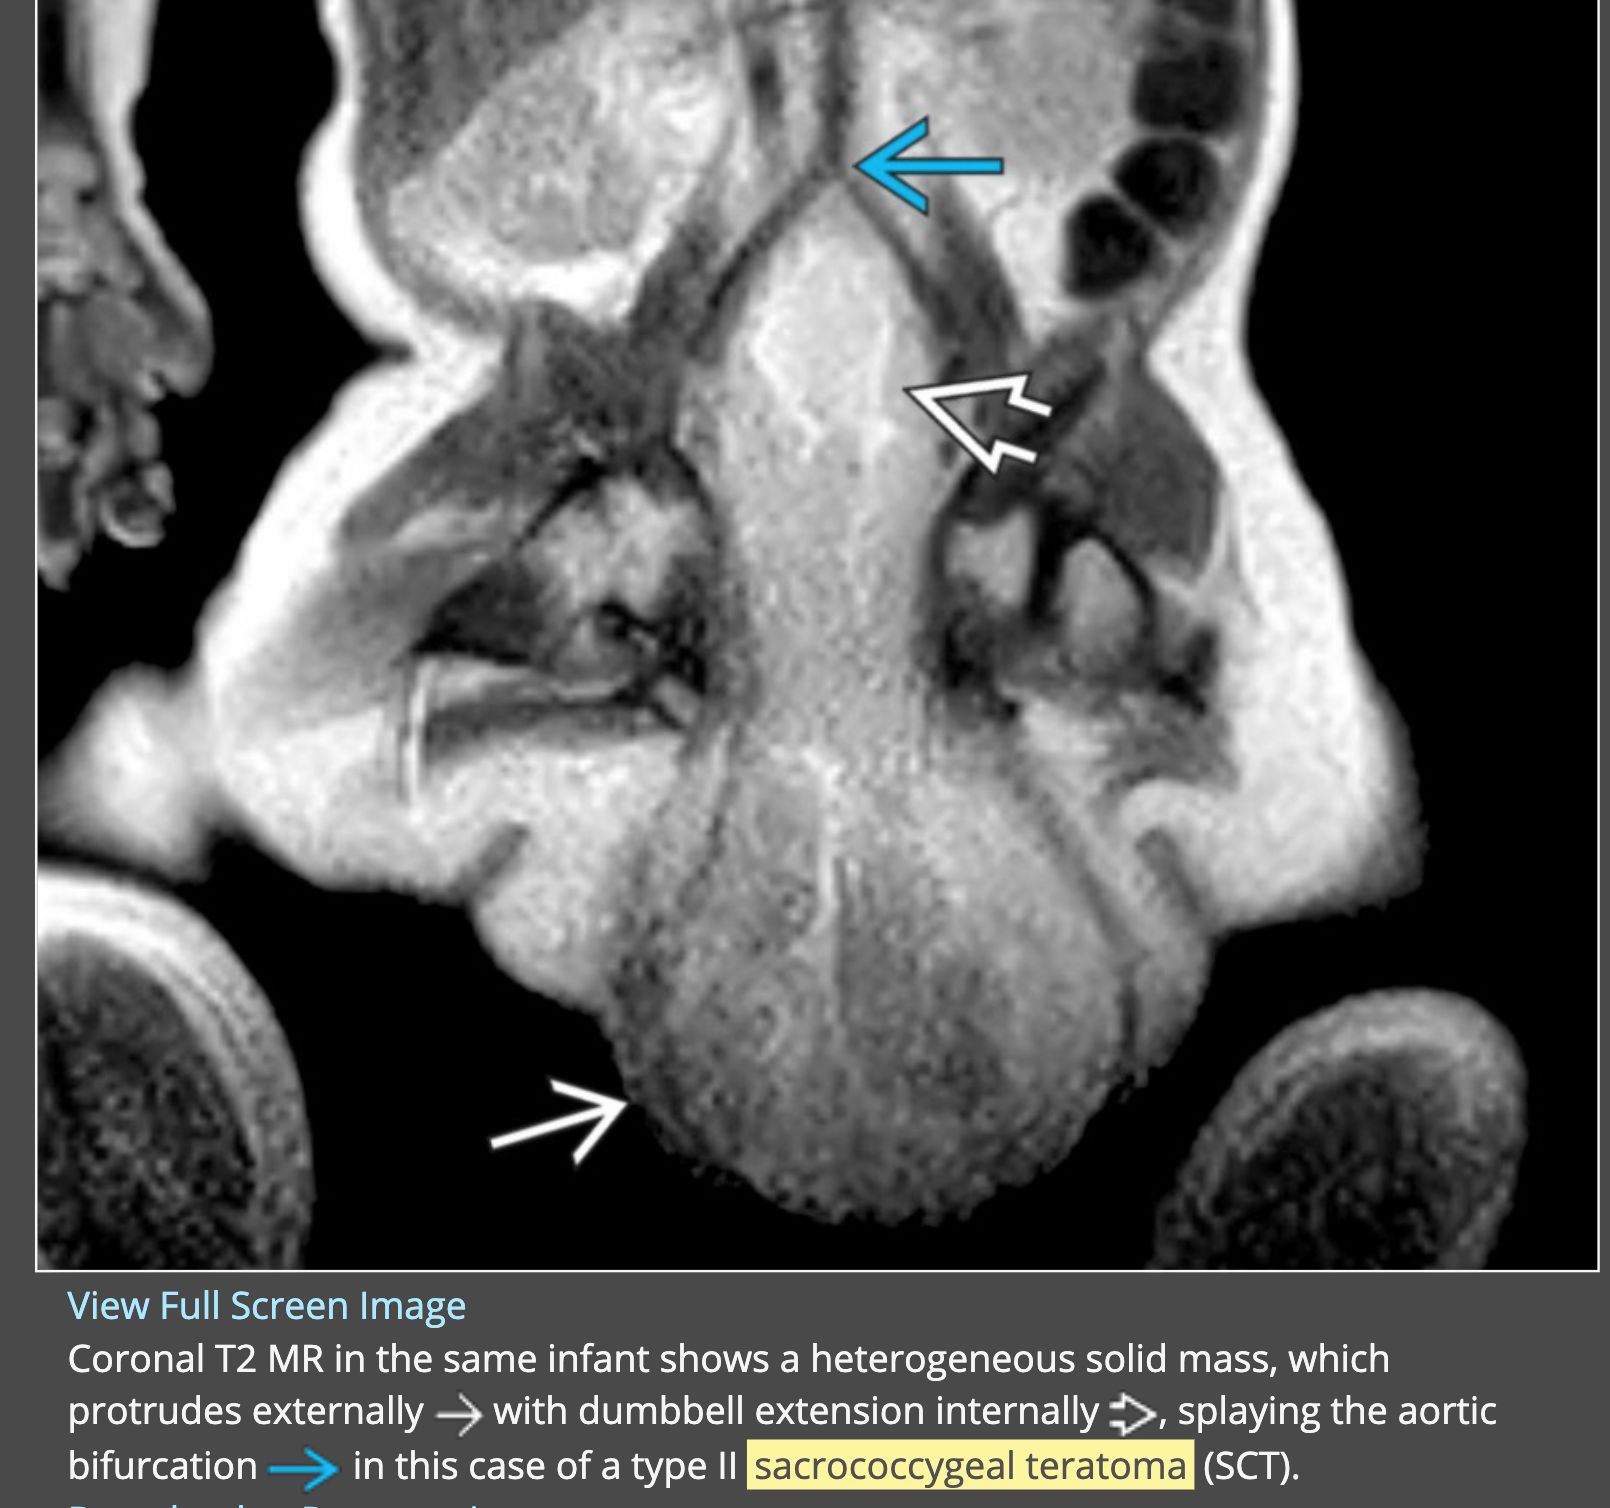 View Full Screen Image
Coronal T2 MR in the same infant shows a heterogeneous solid mass, which
protrudes externally → with dumbbell extension internally ⇨, splaying the aortic
bifurcation → in this case of a type II sacrococcygeal teratoma (SCT).